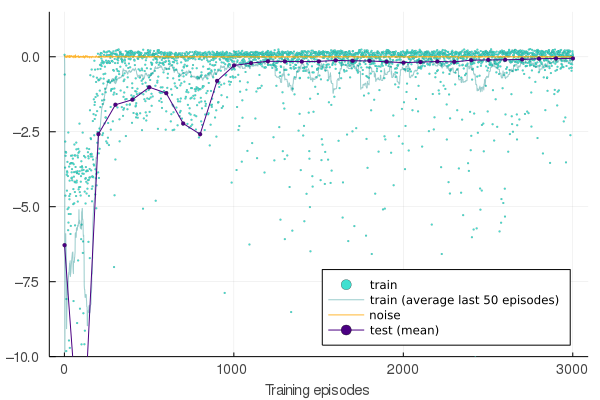 0.0
−2.5
−5.0
−7.5
−10.0
train
train (average last 50 episodes)
noise
test (mean)
0 1000 2000 3000
Training episodes